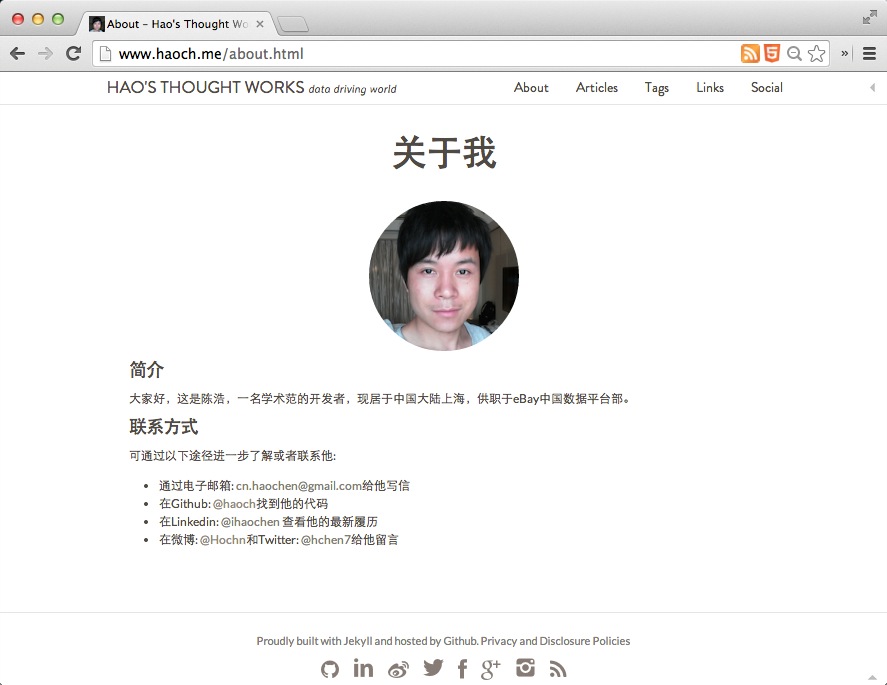 About - Hao's Thought Wo
www.haoch.me/about.html
HAO'S THOUGHT WORKS data driving world
About Articles Tags Links Social
关于我
简介
大家好，这是陈浩，一名学术范的开发者，现居于中国大陆上海，供职于eBay中国数据平台部。
联系方式
可通过以下途径进一步了解或者联系他:
通过电子邮箱: cn.haochen@gmail.com给他写信
在Github: @haoch找到他的代码
在Linkedin: @ihaochen 查看他的最新履历
在微博: @Hochn和Twitter: @hchen7给他留言
Proudly built with Jekyll and hosted by Github. Privacy and Disclosure Policies